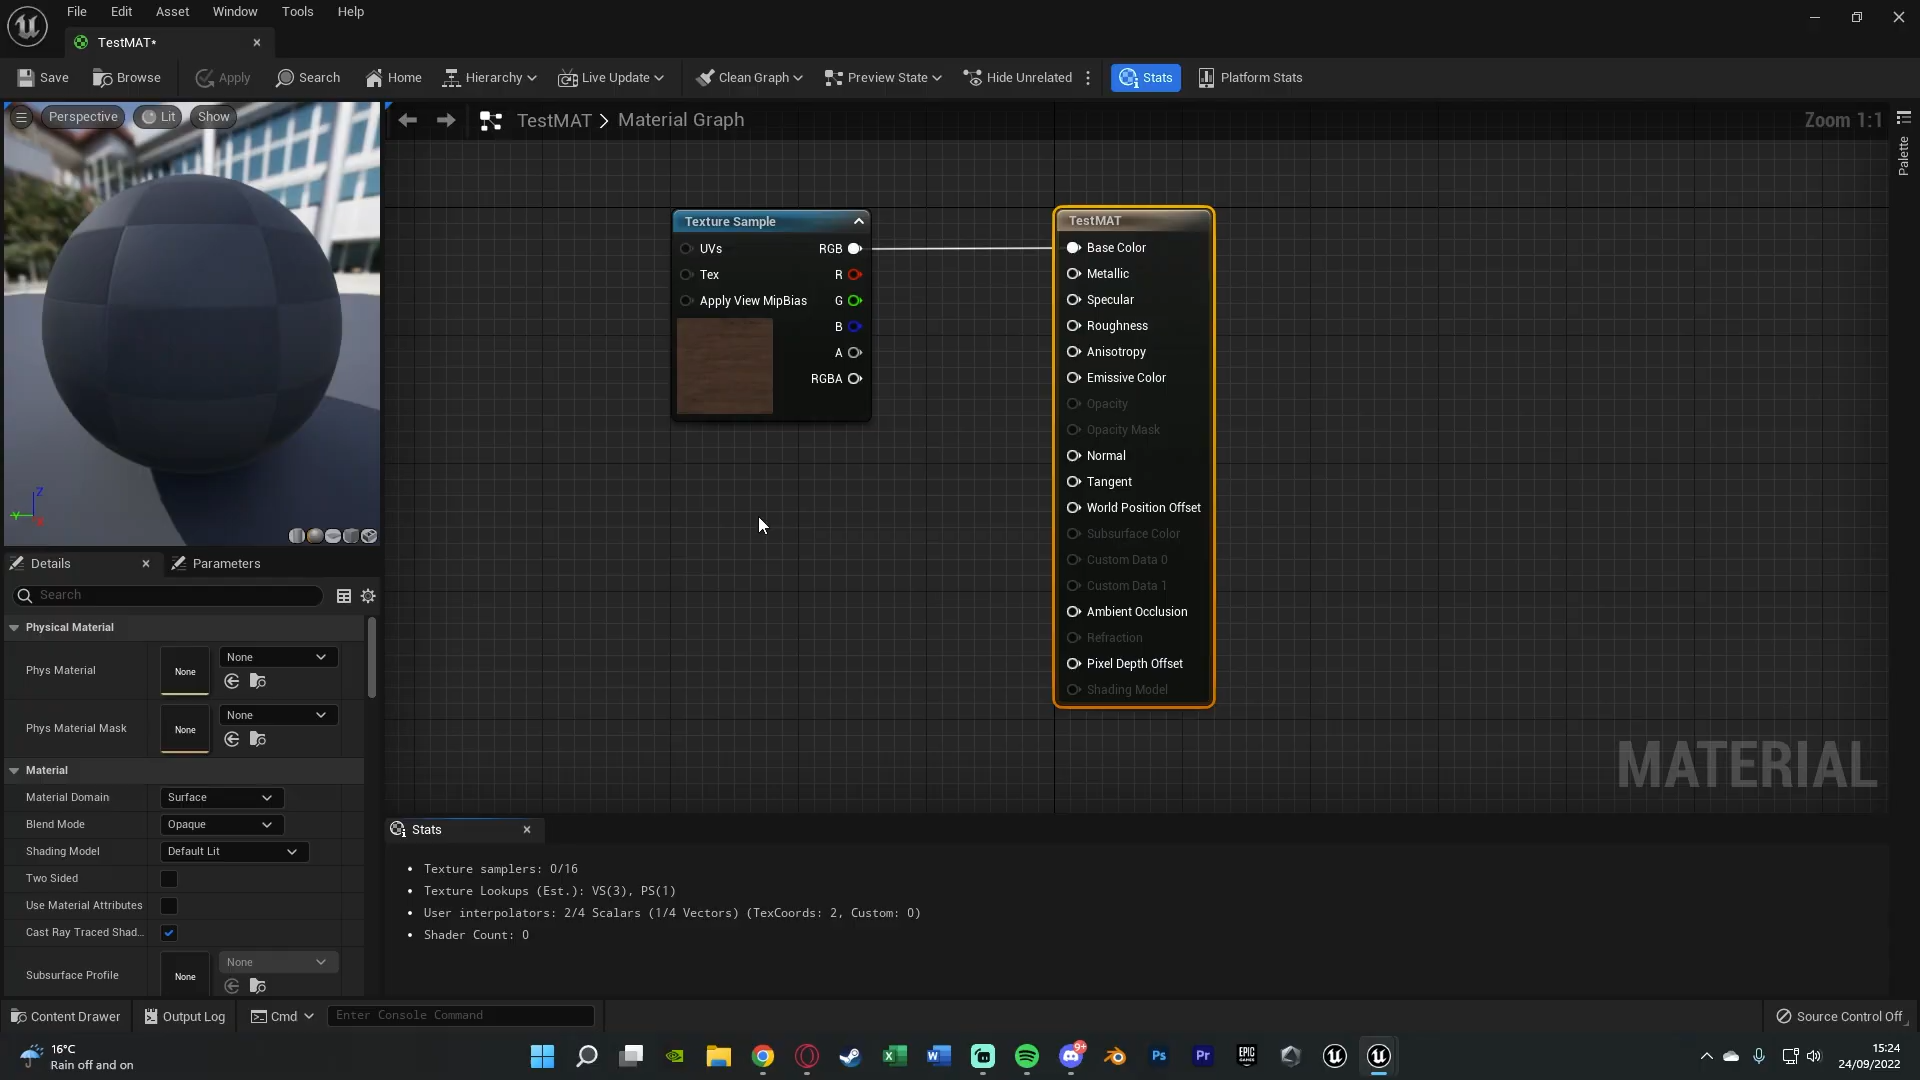 File Edit Asset Window Tools Help
TestMAT*
Save Browse Apply Search Home Hierarchy Live Update Clean Graph Preview State Hide Unrelated Stats Platform Stats
Perspective Lit Show
TestMAT > Material Graph
Zoom 1:1
Palette
Texture Sample
UVs RGB
Tex R
Apply View MipBias G
B
A
RGBA
TestMAT
Base Color
Metallic
Specular
Roughness
Anisotropy
Emissive Color
Opacity
Opacity Mask
Normal
Tangent
World Position Offset
Subsurface Color
Custom Data 0
Custom Data 1
Ambient Occlusion
Refraction
Pixel Depth Offset
Shading Model
MATERIAL
Z
Y
X
Details Parameters
Search
Physical Material
Phys Material None None
Phys Material Mask None None
Material
Material Domain Surface
Blend Mode Opaque
Shading Model Default Lit
Two Sided
Use Material Attributes
Cast Ray Traced Shad...
Subsurface Profile None None
Stats
• Texture samplers: 0/16
• Texture Lookups (Est.): VS(3), PS(1)
• User interpolators: 2/4 Scalars (1/4 Vectors) (TexCoords: 2, Custom: 0)
• Shader Count: 0
Content Drawer Output Log Cmd Enter Console Command Source Control Off
16°C
Rain off and on
9+
Ps
Pr
EPIC
GAMES
15:24
24/09/2022